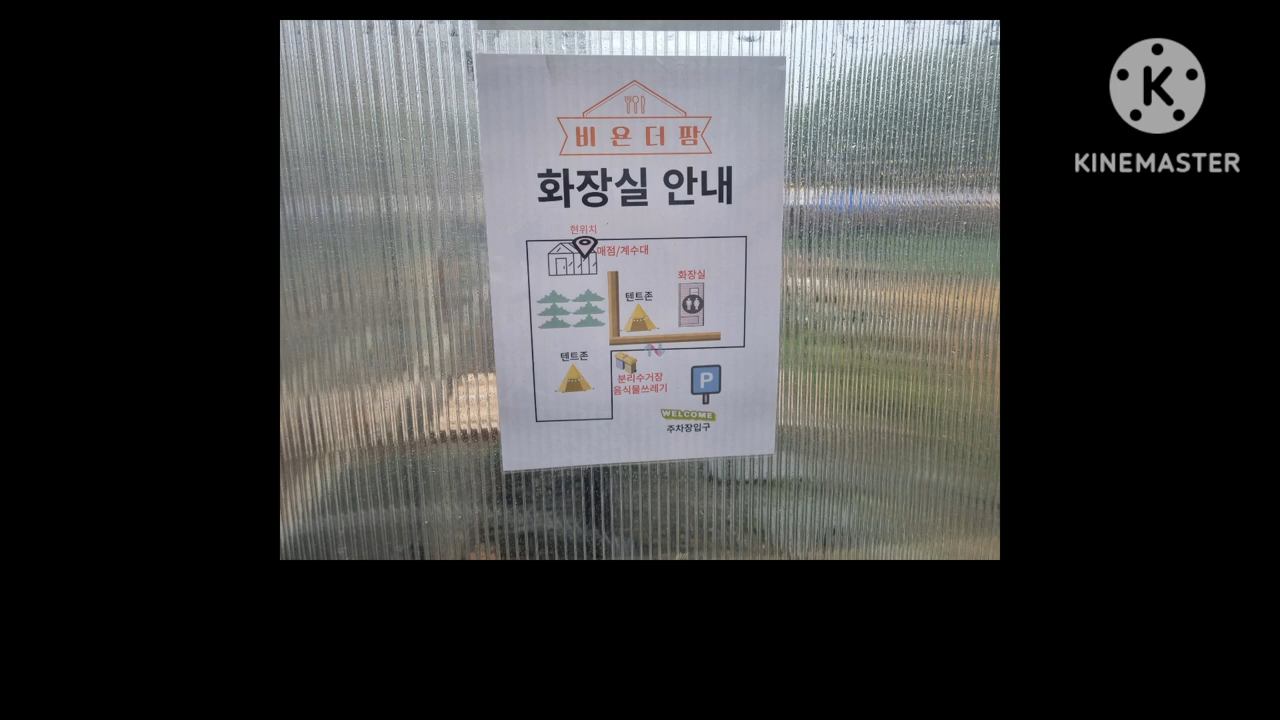 비욘더팜
화장실 안내
현위치
매점/계수대
화장실
텐트존
텐트존
분리수거장
음식물쓰레기
P
WELCOME
주차장입구
K
KINEMASTER